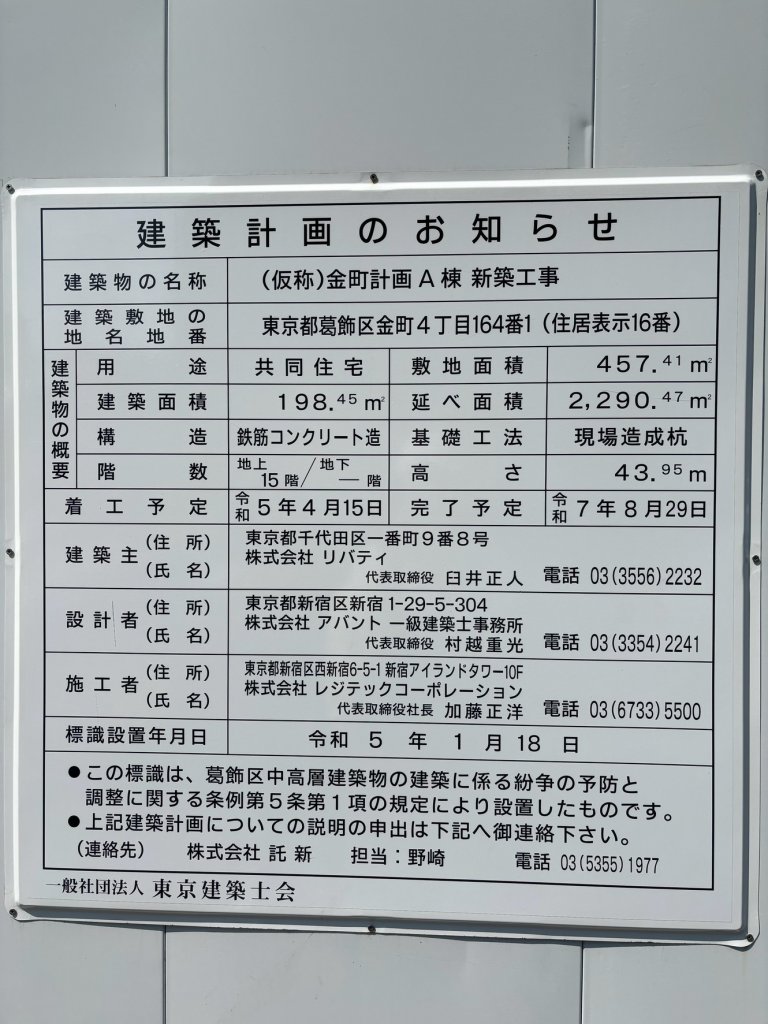 建築計画のお知らせ
建築物の名称 (仮称)金町計画A棟 新築工事
建築敷地の地名地番 東京都葛飾区金町4丁目164番1(住居表示16番)
建築物の概要
用途 共同住宅 敷地面積 457.41㎡
建築面積 198.45㎡ 延べ面積 2,290.47㎡
構造 鉄筋コンクリート造 基礎工法 現場造成杭
階数 地上15階/地下―階 高さ 43.95m
着工予定 令和5年4月15日 完了予定 令和7年8月29日
建築主(住所)(氏名)
東京都千代田区一番町9番8号
株式会社 リバティ
代表取締役 臼井正人 電話 03(3556)2232
設計者(住所)(氏名)
東京都新宿区新宿1-29-5-304
株式会社 アバント 一級建築士事務所
代表取締役 村越重光 電話 03(3354)2241
施工者(住所)(氏名)
東京都新宿区西新宿6-5-1 新宿アイランドタワー10F
株式会社 レジテックコーポレーション
代表取締役社長 加藤正洋 電話 03(6733)5500
標識設置年月日 令和5年1月18日
●この標識は、葛飾区中高層建築物の建築に係る紛争の予防と
調整に関する条例第5条第1項の規定により設置したものです。
●上記建築計画についての説明の申出は下記へ御連絡下さい。
(連絡先) 株式会社 託新 担当:野崎 電話 03(5355)1977
一般社団法人 東京建築士会